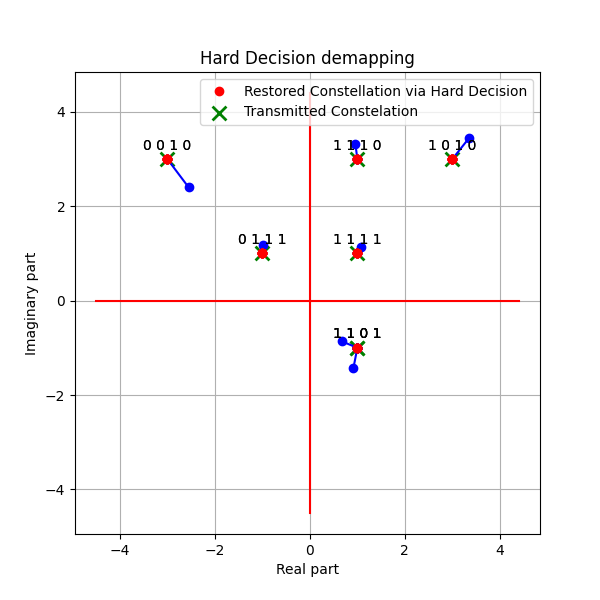 Hard Decision demapping
Restored Constellation via Hard Decision
Transmitted Constelation
4
2
0
−2
−4
Imaginary part
0 0 1 0
1 1 1 0
1 0 1 0
0 1 1 1
1 1 1 1
1 1 0 1
−4
−2
0
2
4
Real part